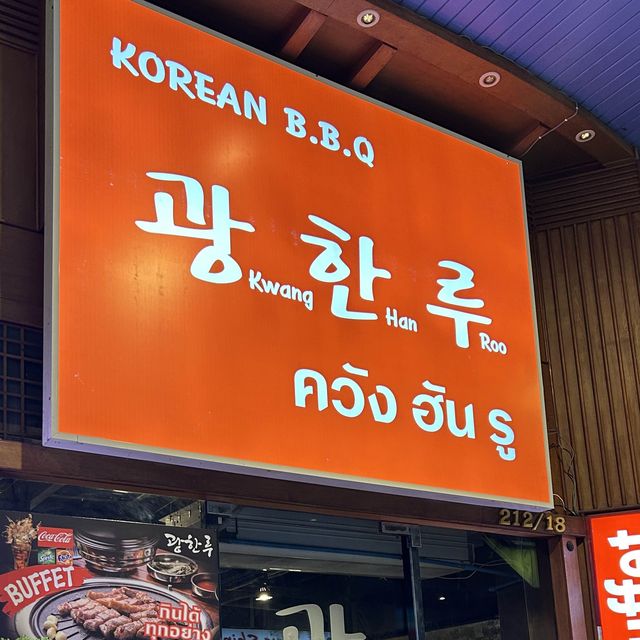 KOREAN B.B.Q
광한루
Kwang Han Roo
ควัง ฮัน รู
212/18
Coca-Cola
광한루
BUFFET
กินได้
ทุกอย่าง
광